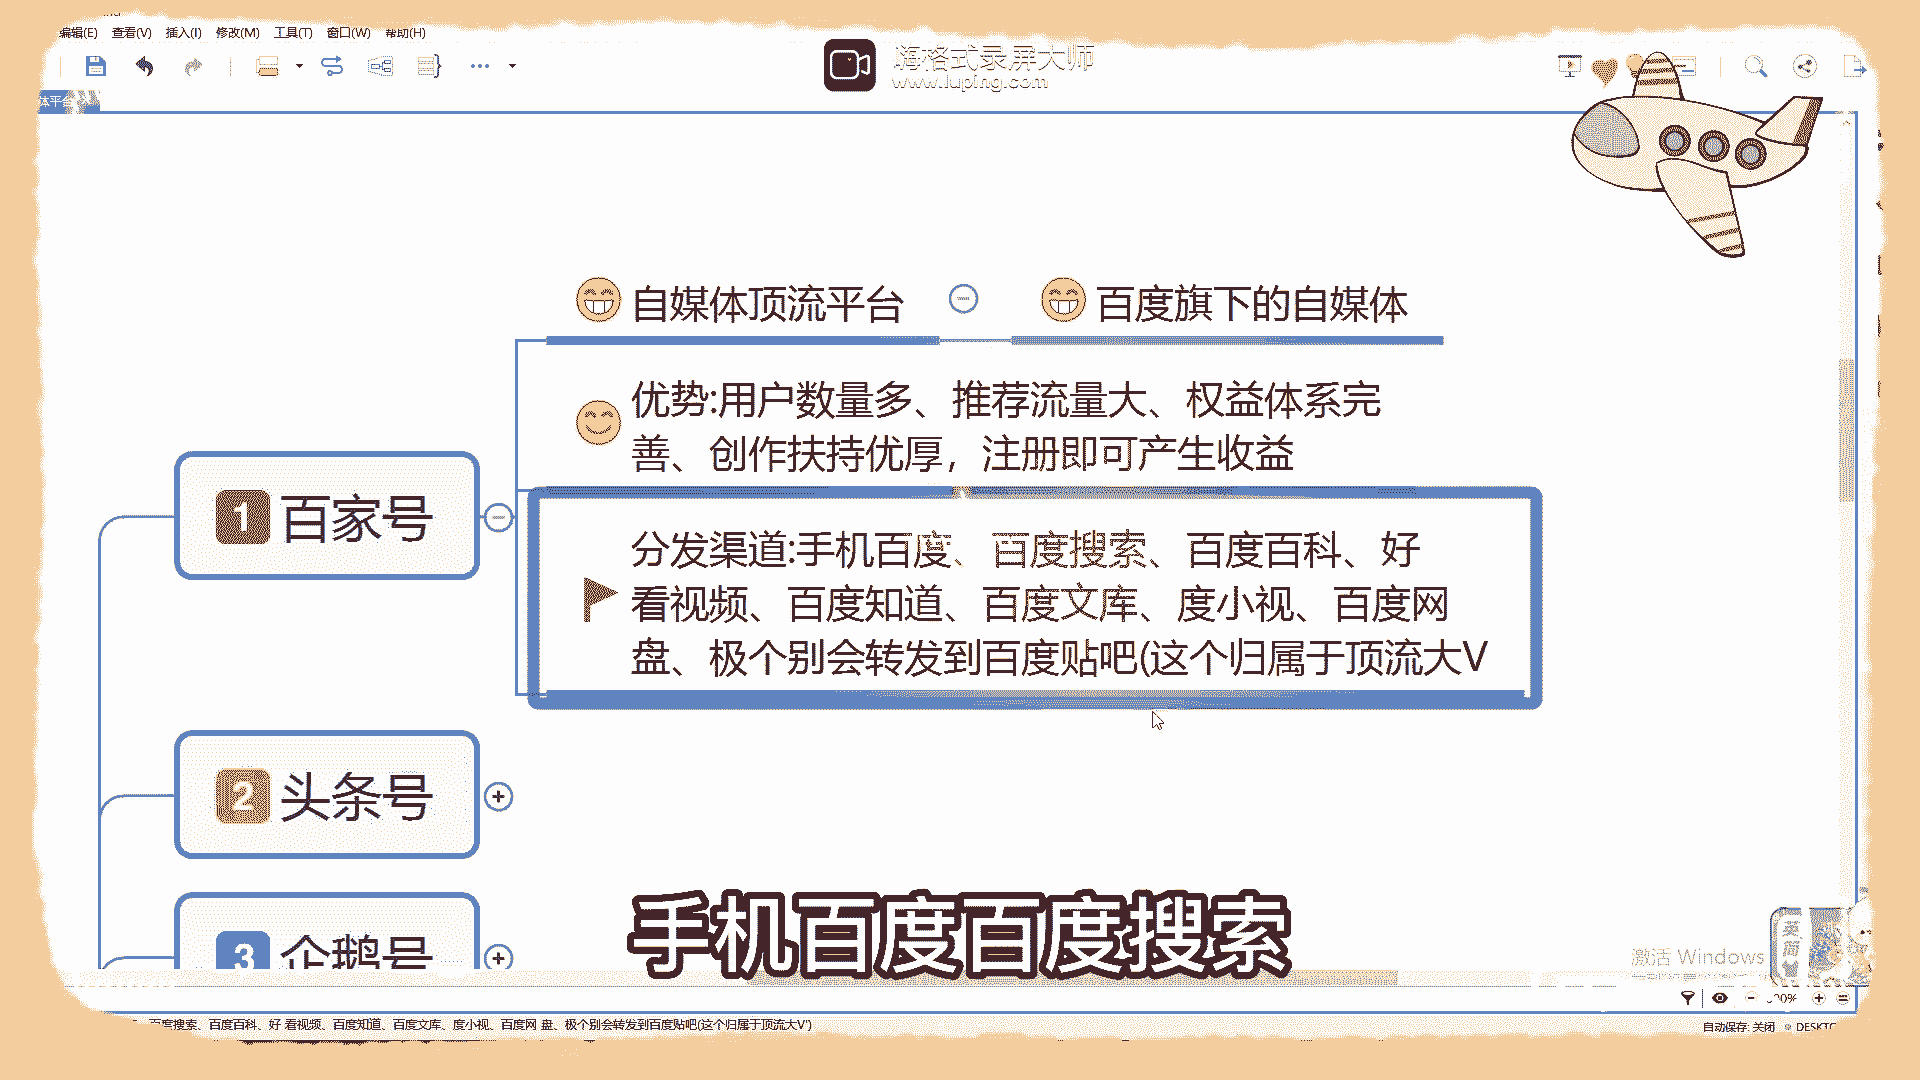 编辑(E) 查看(V) 插入(I) 修改(M) 工具(T) 窗口(W) 帮助(H)
嗨格式录屏大师
www.luping.com
体平台
自媒体顶流平台
百度旗下的自媒体
优势:用户数量多、推荐流量大、权益体系完
善、创作扶持优厚，注册即可产生收益
1 百家号
分发渠道:手机百度、百度搜索、百度百科、好
看视频、百度知道、百度文库、度小视、百度网
盘、极个别会转发到百度贴吧(这个归属于顶流大V
2 头条号
3 企鹅号
手机百度百度搜索
激活 Windows
英
简
百度搜索、百度百科、好 看视频、百度知道、百度文库、度小视、百度网 盘、极个别会转发到百度贴吧(这个归属于顶流大V')
自动保存: 关闭